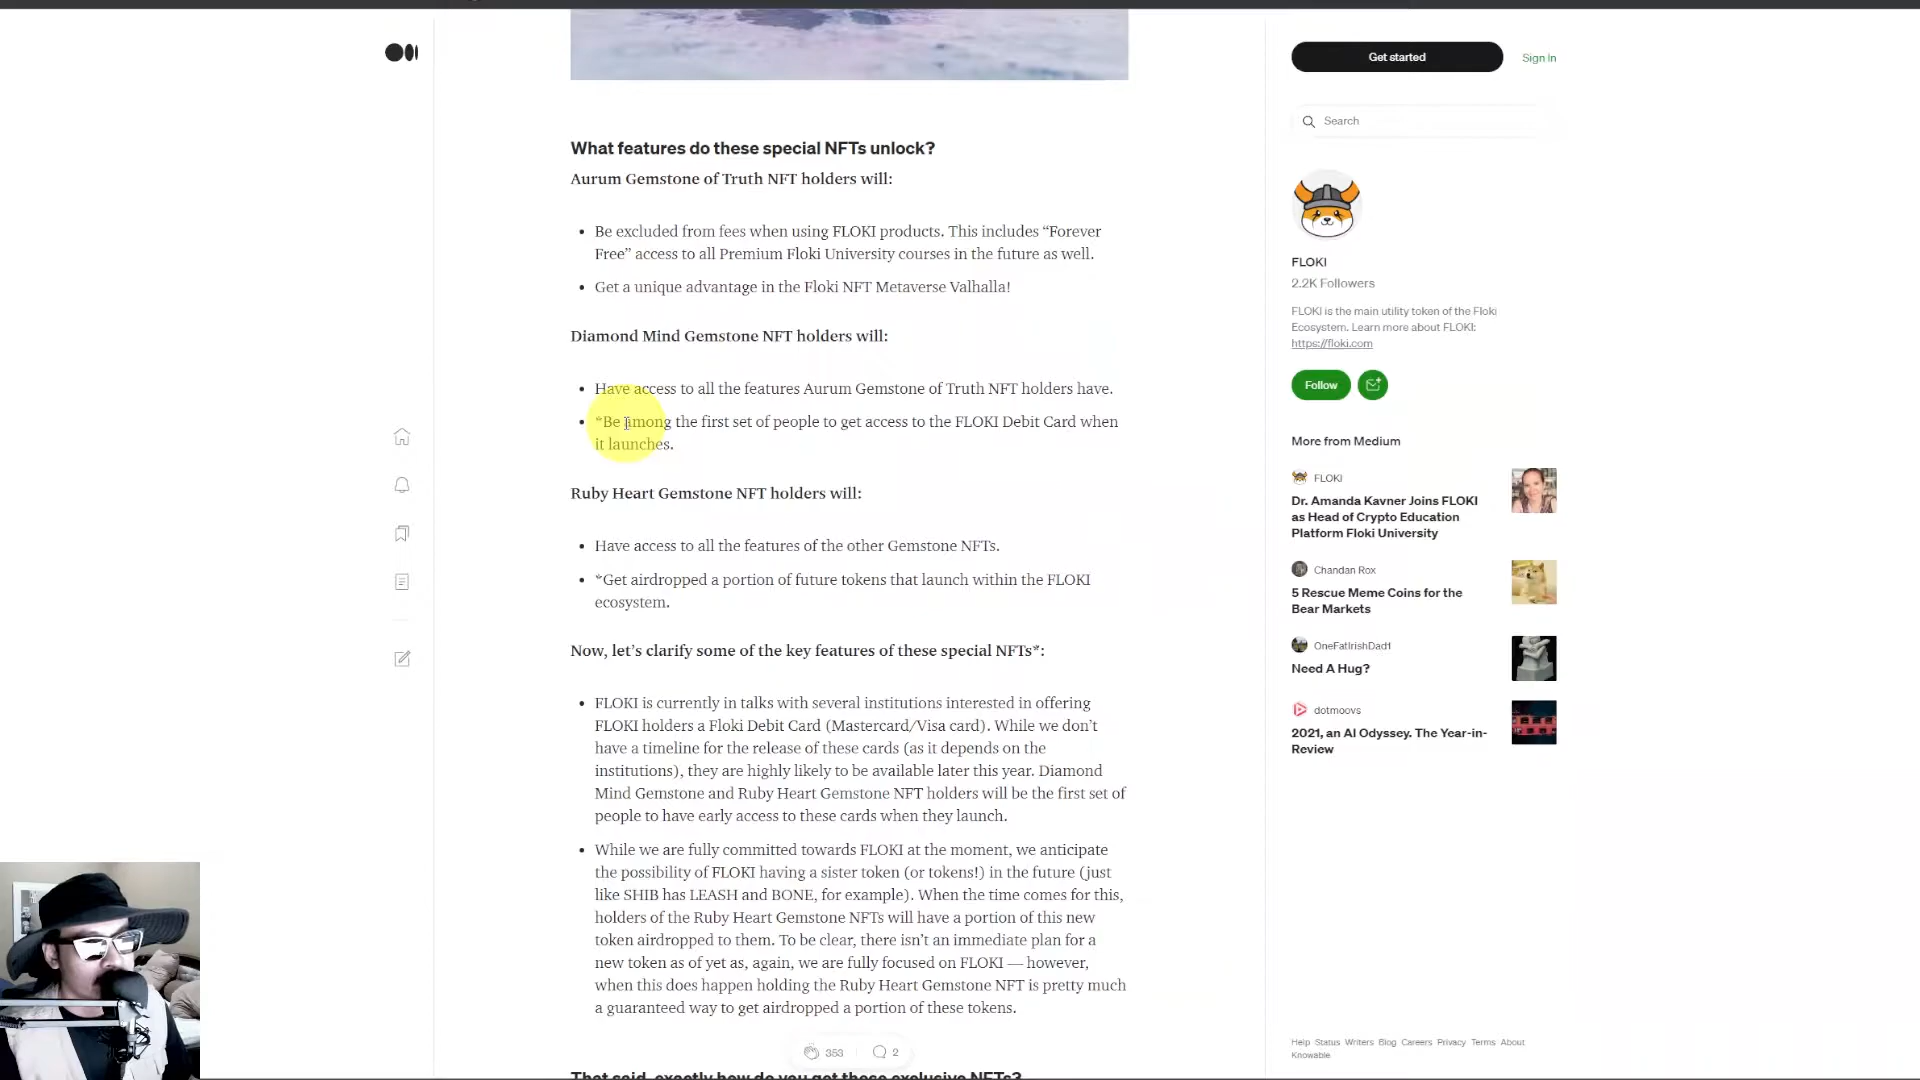 What features do these special NFTs unlock?
Aurum Gemstone of Truth NFT holders will:
Be excluded from fees when using FLOKI products. This includes “Forever
Free” access to all Premium Floki University courses in the future as well.
Get a unique advantage in the Floki NFT Metaverse Valhalla!
Diamond Mind Gemstone NFT holders will:
Have access to all the features Aurum Gemstone of Truth NFT holders have.
*Be among the first set of people to get access to the FLOKI Debit Card when
it launches.
Ruby Heart Gemstone NFT holders will:
Have access to all the features of the other Gemstone NFTs.
*Get airdropped a portion of future tokens that launch within the FLOKI
ecosystem.
Now, let’s clarify some of the key features of these special NFTs*:
FLOKI is currently in talks with several institutions interested in offering
FLOKI holders a Floki Debit Card (Mastercard/Visa card). While we don’t
have a timeline for the release of these cards (as it depends on the
institutions), they are highly likely to be available later this year. Diamond
Mind Gemstone and Ruby Heart Gemstone NFT holders will be the first set of
people to have early access to these cards when they launch.
While we are fully committed towards FLOKI at the moment, we anticipate
the possibility of FLOKI having a sister token (or tokens!) in the future (just
like SHIB has LEASH and BONE, for example). When the time comes for this,
holders of the Ruby Heart Gemstone NFTs will have a portion of this new
token airdropped to them. To be clear, there isn’t an immediate plan for a
new token as of yet as, again, we are fully focused on FLOKI — however,
when this does happen holding the Ruby Heart Gemstone NFT is pretty much
a guaranteed way to get airdropped a portion of these tokens.
353
2
That said, exactly how do you get these exclusive NFTs?
Get started
Sign In
Search
FLOKI
2.2K Followers
FLOKI is the main utility token of the Floki
Ecosystem. Learn more about FLOKI:
https://floki.com
Follow
More from Medium
FLOKI
Dr. Amanda Kavner Joins FLOKI
as Head of Crypto Education
Platform Floki University
Chandan Rox
5 Rescue Meme Coins for the
Bear Markets
OneFatIrishDad1
Need A Hug?
dotmoovs
2021, an AI Odyssey. The Year-in-
Review
Help Status Writers Blog Careers Privacy Terms About
Knowable